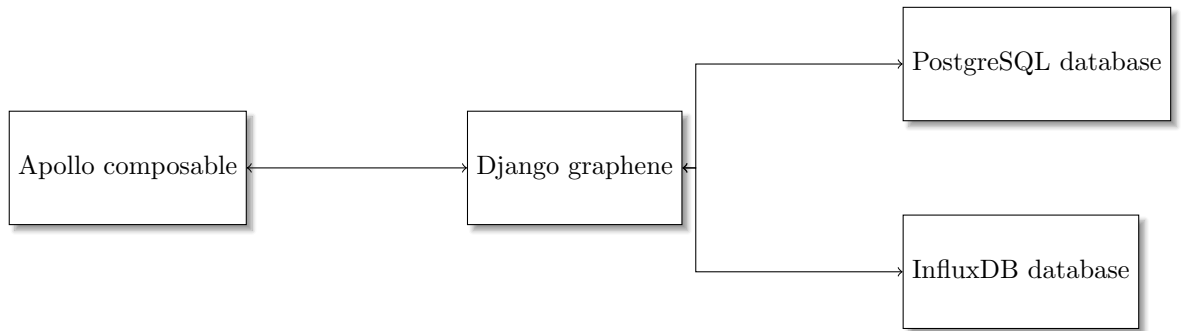 PostgreSQL database
Apollo composable
Django graphene
InfluxDB database